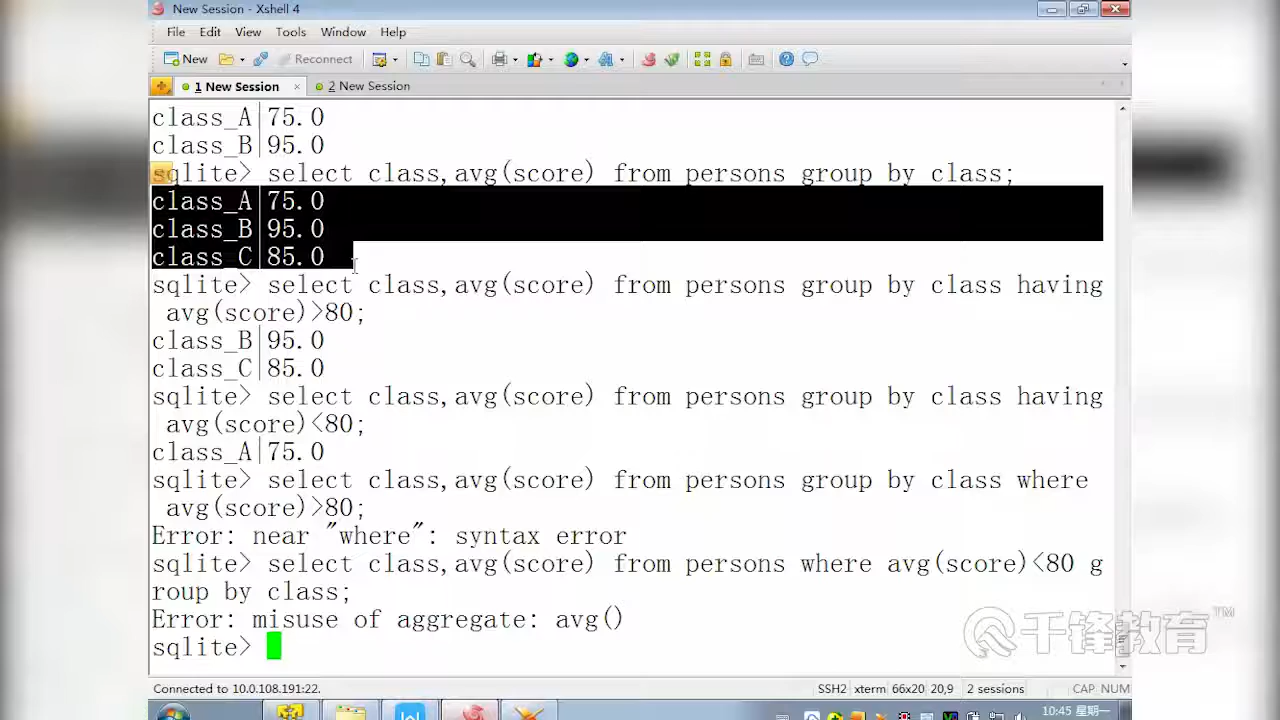 New Session - Xshell 4
File Edit View Tools Window Help
New Reconnect
1 New Session × 2 New Session
class_A|75.0
class_B|95.0
sqlite> select class,avg(score) from persons group by class;
class_A|75.0
class_B|95.0
class_C|85.0
sqlite> select class,avg(score) from persons group by class having
avg(score)>80;
class_B|95.0
class_C|85.0
sqlite> select class,avg(score) from persons group by class having
avg(score)<80;
class_A|75.0
sqlite> select class,avg(score) from persons group by class where
avg(score)>80;
Error: near "where": syntax error
sqlite> select class,avg(score) from persons where avg(score)<80 g
roup by class;
Error: misuse of aggregate: avg()
sqlite>
千锋教育™
Connected to 10.0.108.191:22. SSH2 xterm 66x20 20,9 2 sessions CAP NUM
10:45 星期一